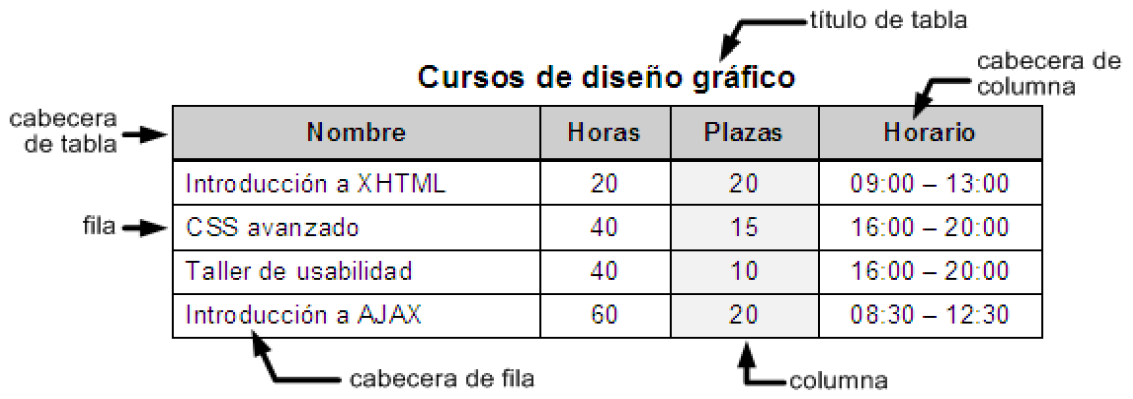 título de tabla
Cursos de diseño gráfico
cabecera de
columna
cabecera
de tabla
Nombre Horas Plazas Horario
Introducción a XHTML 20 20 09:00 – 13:00
fila CSS avanzado 40 15 16:00 – 20:00
Taller de usabilidad 40 10 16:00 – 20:00
Introducción a AJAX 60 20 08:30 – 12:30
cabecera de fila columna